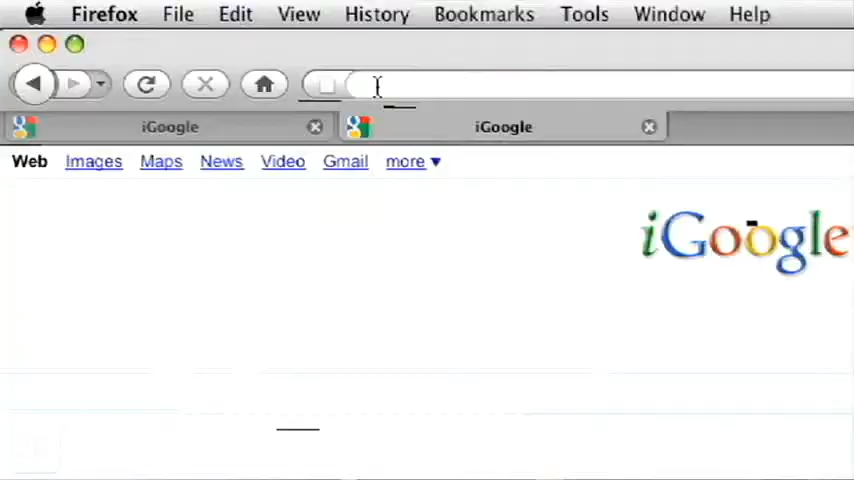 Firefox File Edit View History Bookmarks Tools Window Help
iGoogle iGoogle
Web Images Maps News Video Gmail more ▼
iGoogle